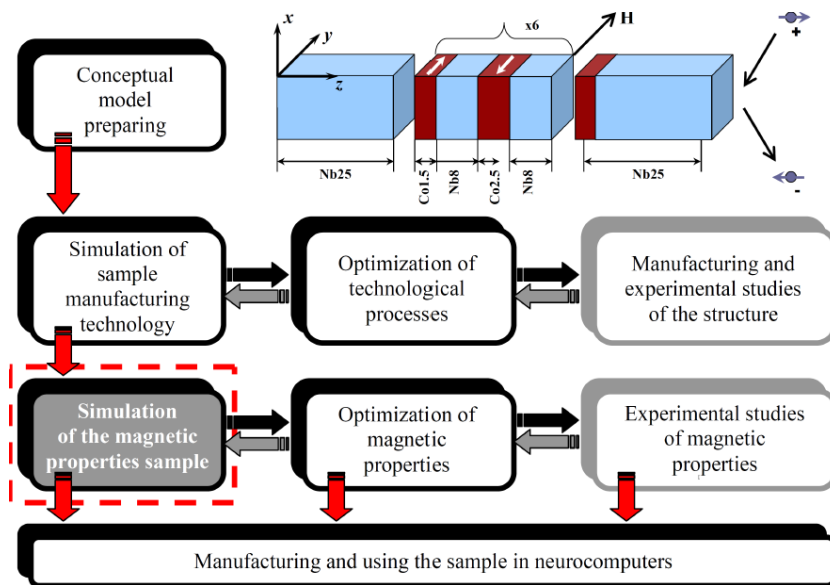 x
y
z
x6
H
+
-
Nb25
Co1.5
Nb8
Co2.5
Nb8
Nb25
Conceptual
model
preparing
Simulation of
sample
manufacturing
technology
Optimization of
technological
processes
Manufacturing and
experimental studies
of the structure
Simulation
of the magnetic
properties sample
Optimization of
magnetic
properties
Experimental studies
of magnetic
properties
Manufacturing and using the sample in neurocomputers